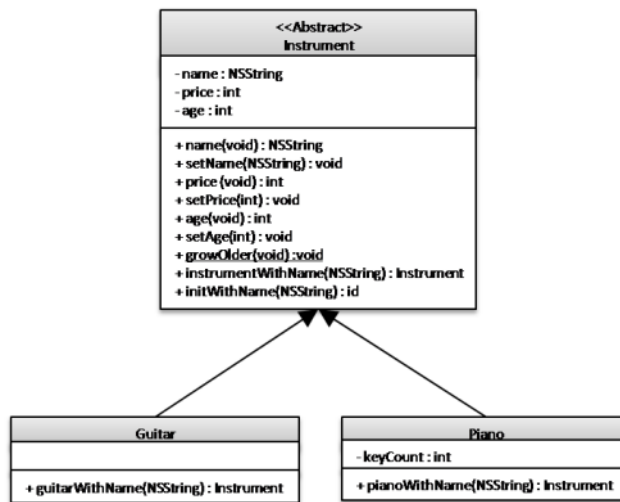 <<Abstract>>
Instrument
- name : NSString
- price : int
- age : int
+ name(void) : NSString
+ setName(NSString) : void
+ price (void) : int
+ setPrice(int) : void
+ age(void) : int
+ setAge(int) : void
+ growOlder(void) :void
+ instrumentWithName(NSString) : Instrument
+ initWithName(NSString) : id
Guitar
+ guitarWithName(NSString) : Instrument
Piano
- keyCount : int
+ pianoWithName(NSString) : Instrument